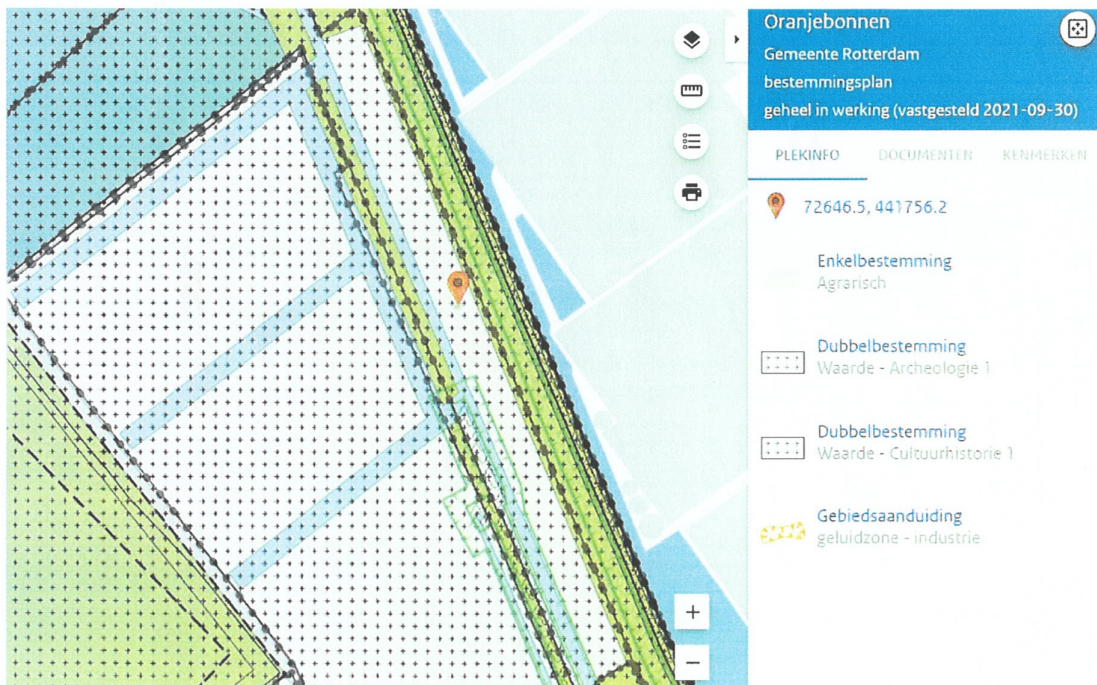 Oranjebonnen
Gemeente Rotterdam
bestemmingsplan
geheel in werking (vastgesteld 2021-09-30)
PLEKINFO DOCUMENTEN KENMERKEN
72646.5, 441756.2
Enkelbestemming
Agrarisch
Dubbelbestemming
Waarde - Archeologie 1
Dubbelbestemming
Waarde - Cultuurhistorie 1
Gebiedsaanduiding
geluidzone - industrie